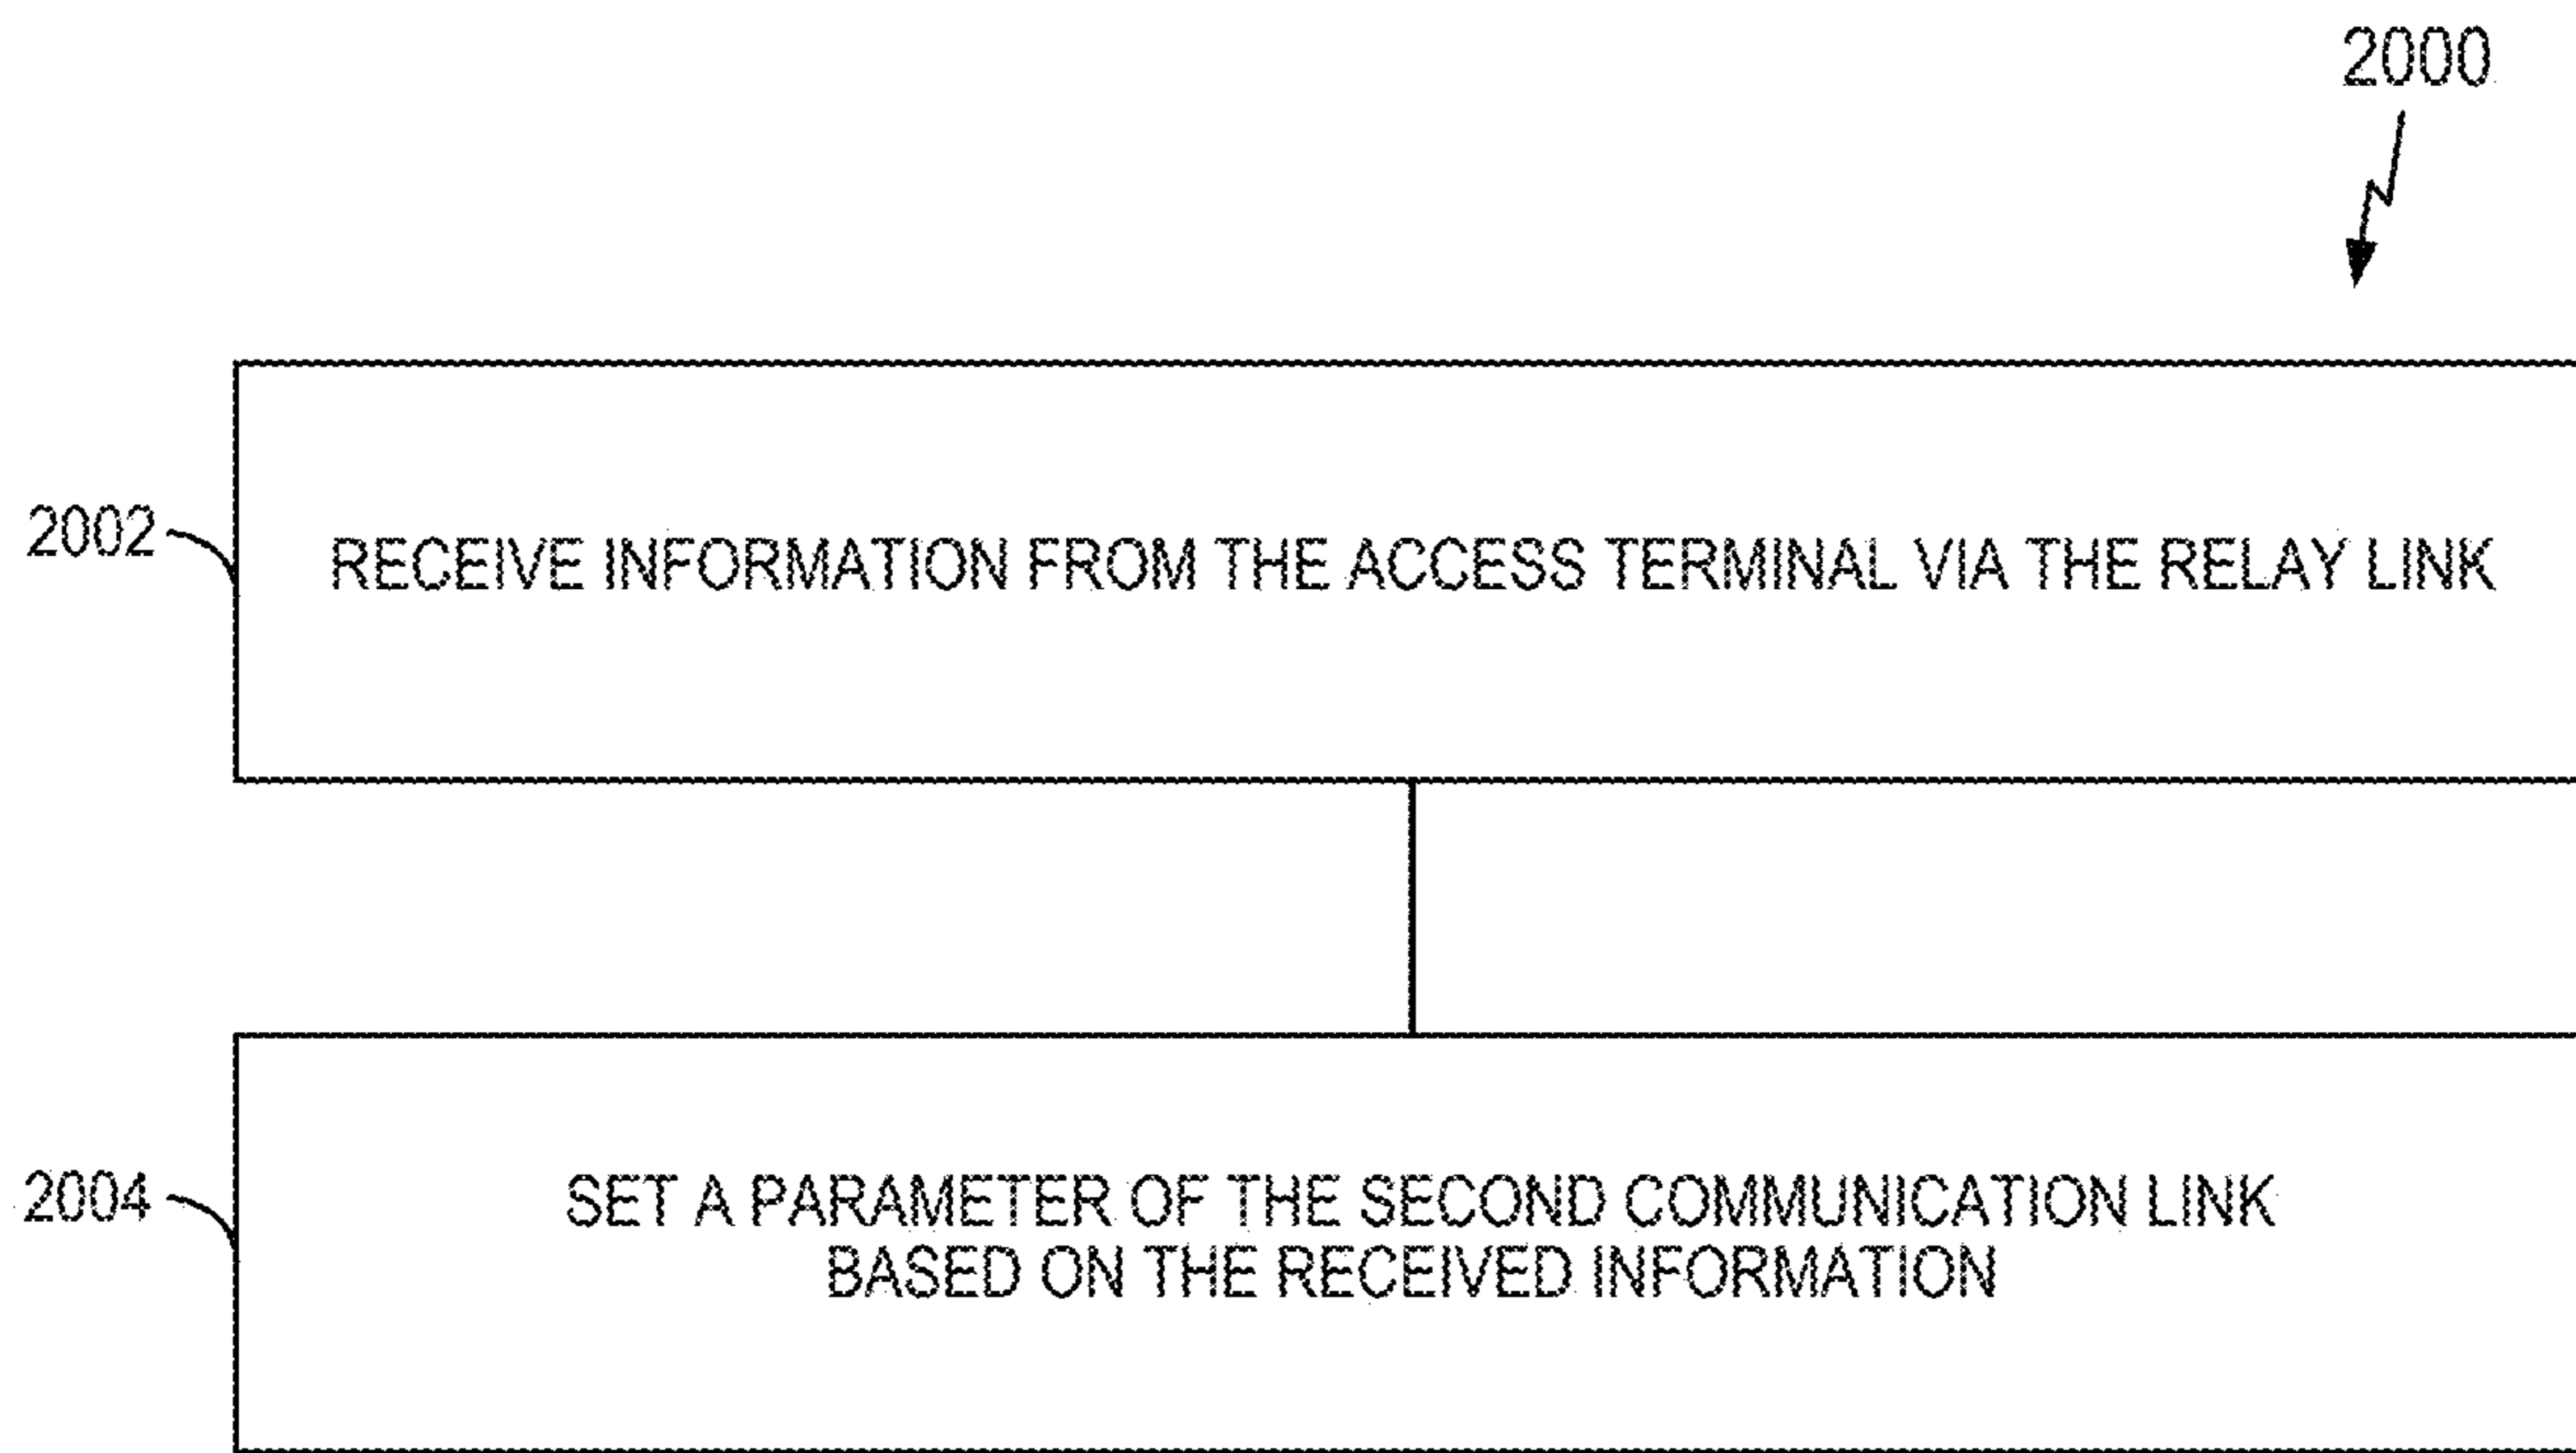 2000
2002
RECEIVE INFORMATION FROM THE ACCESS TERMINAL VIA THE RELAY LINK
2004
SET A PARAMETER OF THE SECOND COMMUNICATION LINK
BASED ON THE RECEIVED INFORMATION